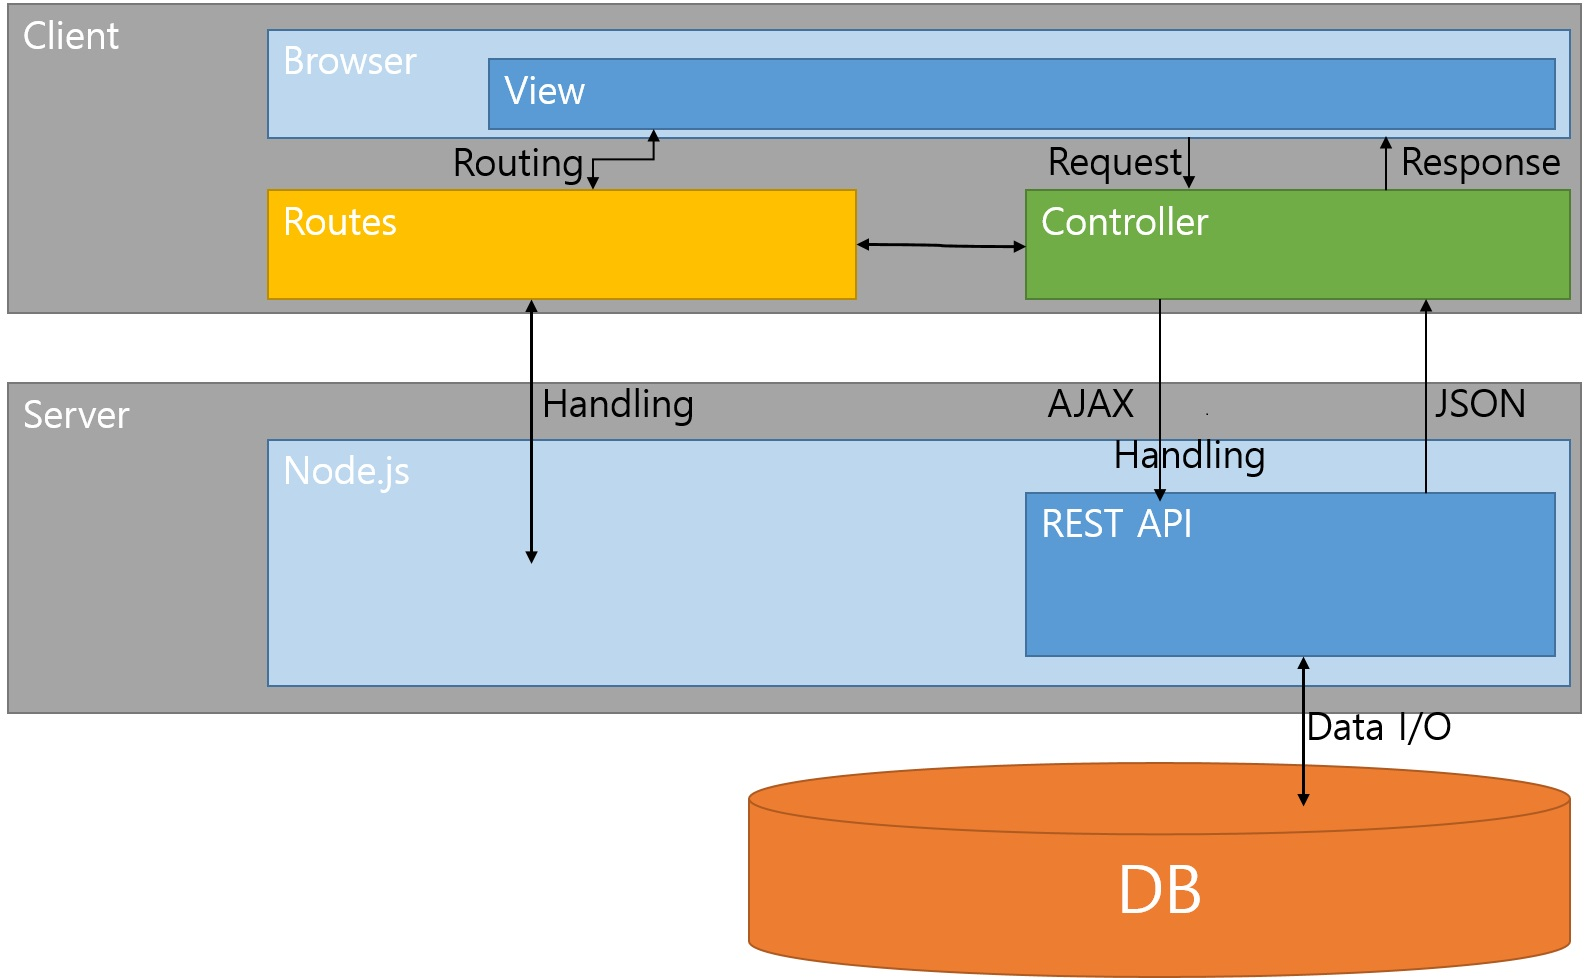 Client
Browser
View
Routing
Request
Response
Routes
Controller
Server
Handling
AJAX
.
JSON
Handling
Node.js
REST API
Data I/O
DB